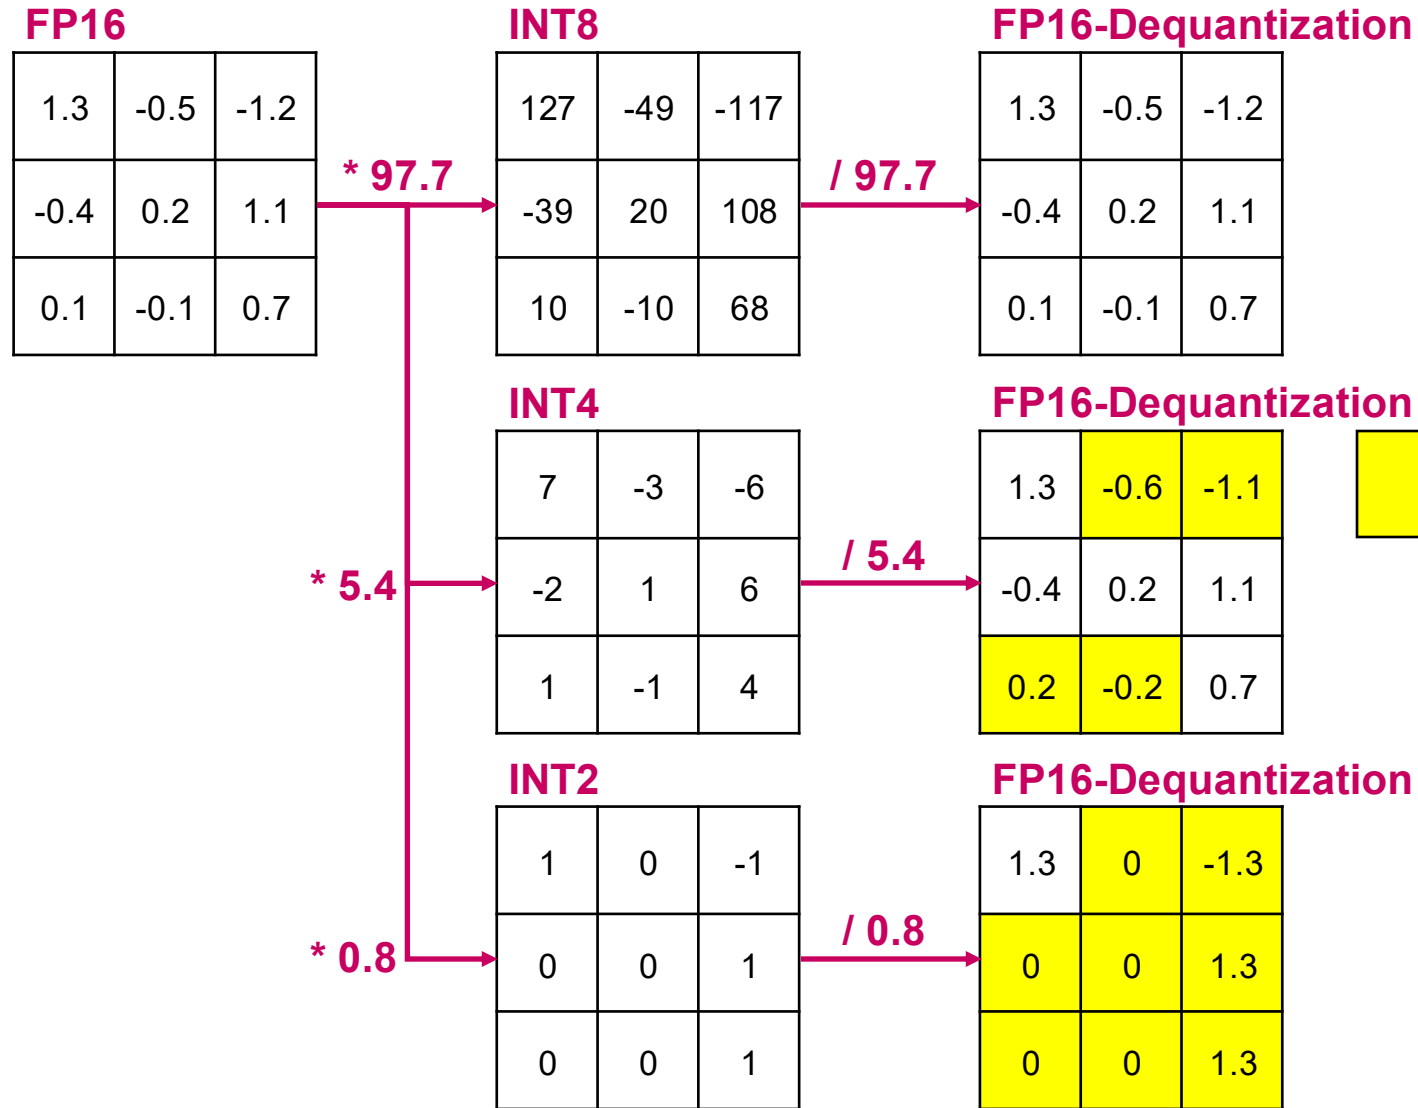 FP16 INT8 FP16-Dequantization
1.3 -0.5 -1.2 127 -49 -117 1.3 -0.5 -1.2
* 97.7 / 97.7
-0.4 0.2 1.1 -39 20 108 -0.4 0.2 1.1
0.1 -0.1 0.7 10 -10 68 0.1 -0.1 0.7
INT4 FP16-Dequantization
7 -3 -6 1.3 -0.6 -1.1
* 5.4 / 5.4
-2 1 6 -0.4 0.2 1.1
1 -1 4 0.2 -0.2 0.7
INT2 FP16-Dequantization
1 0 -1 1.3 0 -1.3
* 0.8 / 0.8
0 0 1 0 0 1.3
0 0 1 0 0 1.3